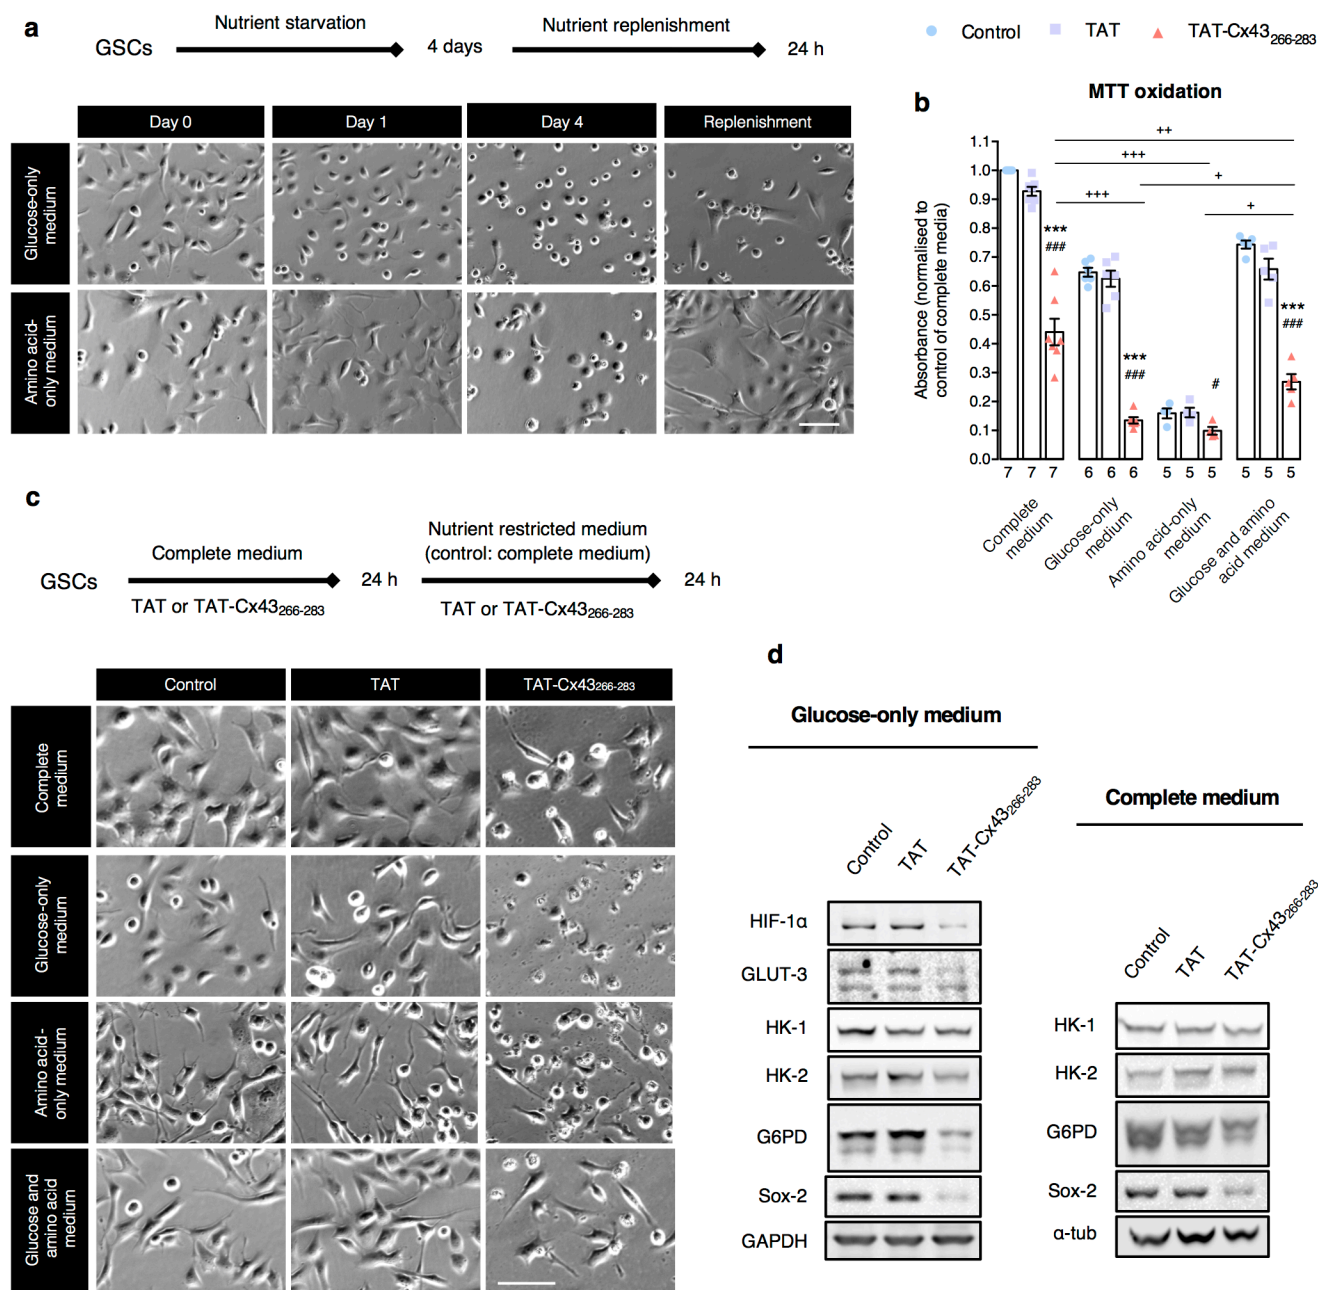 a
Nutrient starvation
Nutrient replenishment
GSCs
4 days
24 h
Day 0
Day 1
Day 4
Replenishment
Glucose-only
medium
Amino acid-
only medium
Control
TAT
TAT-Cx43266-283
b
MTT oxidation
Absorbance (normalised to
control of complete media)
1.1
1.0
0.9
0.8
0.7
0.6
0.5
0.4
0.3
0.2
0.1
0.0
++
+++
+
+++
+
***
###
***
###
#
***
###
7 7 7 6 6 6 5 5 5 5 5 5
Complete
medium
Glucose-only
medium
Amino acid-only
medium
Glucose and amino
acid medium
c
Complete medium
Nutrient restricted medium
(control: complete medium)
GSCs
24 h
24 h
TAT or TAT-Cx43266-283
TAT or TAT-Cx43266-283
Control
TAT
TAT-Cx43266-283
Complete
medium
Glucose-only
medium
Amino acid-
only medium
Glucose and
amino acid
medium
d
Glucose-only medium
Control
TAT
TAT-Cx43266-283
HIF-1α
GLUT-3
HK-1
HK-2
G6PD
Sox-2
GAPDH
Complete medium
Control
TAT
TAT-Cx43266-283
HK-1
HK-2
G6PD
Sox-2
α-tub